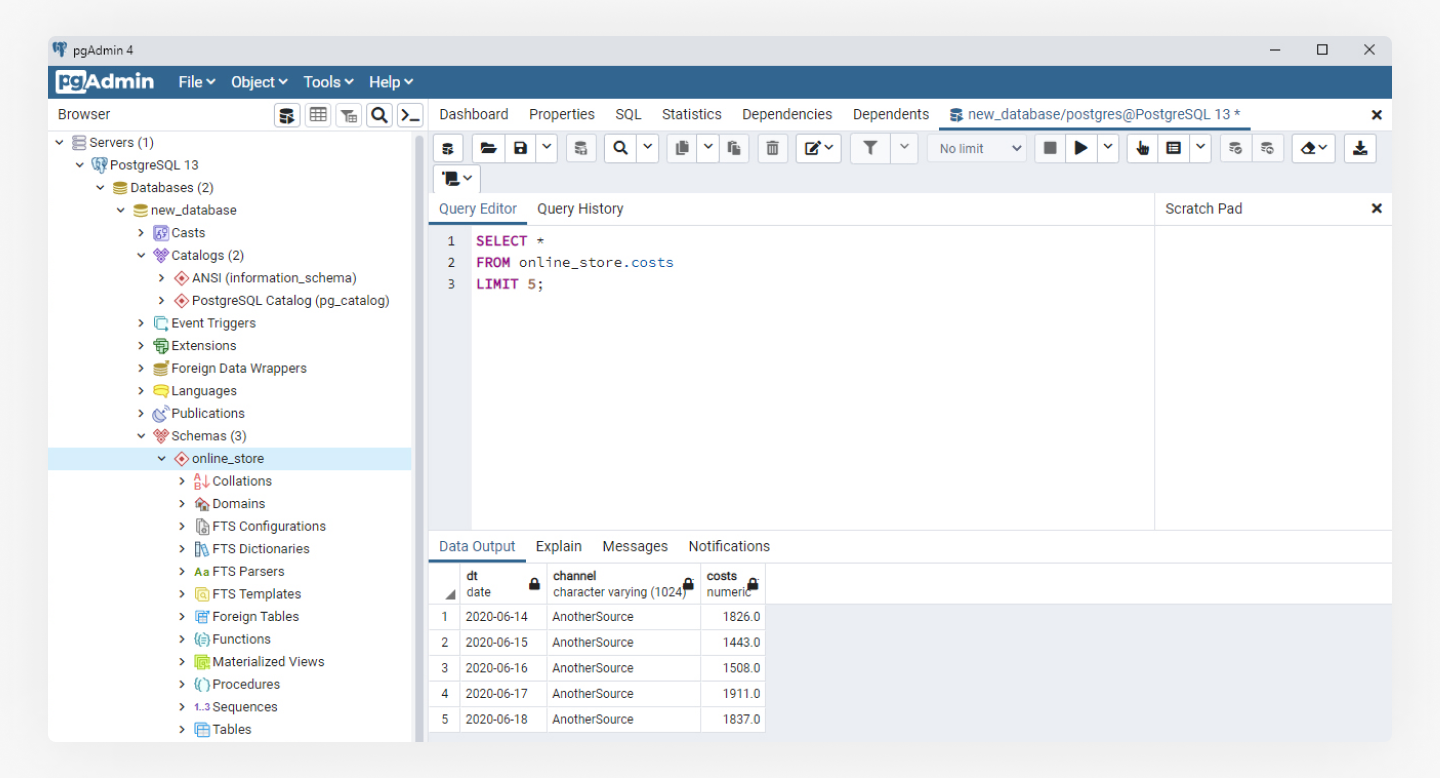 pgAdmin 4
pgAdmin File Object Tools Help
Browser
Servers (1)
PostgreSQL 13
Databases (2)
new_database
Casts
Catalogs (2)
ANSI (information_schema)
PostgreSQL Catalog (pg_catalog)
Event Triggers
Extensions
Foreign Data Wrappers
Languages
Publications
Schemas (3)
online_store
Collations
Domains
FTS Configurations
FTS Dictionaries
Aa FTS Parsers
FTS Templates
Foreign Tables
Functions
Materialized Views
Procedures
1..3 Sequences
Tables
Dashboard Properties SQL Statistics Dependencies Dependents new_database/postgres@PostgreSQL 13 *
No limit
Query Editor Query History
Scratch Pad
1 SELECT *
2 FROM online_store.costs
3 LIMIT 5;
Data Output Explain Messages Notifications
dt channel costs
date character varying (1024) numeric
1 2020-06-14 AnotherSource 1826.0
2 2020-06-15 AnotherSource 1443.0
3 2020-06-16 AnotherSource 1508.0
4 2020-06-17 AnotherSource 1911.0
5 2020-06-18 AnotherSource 1837.0